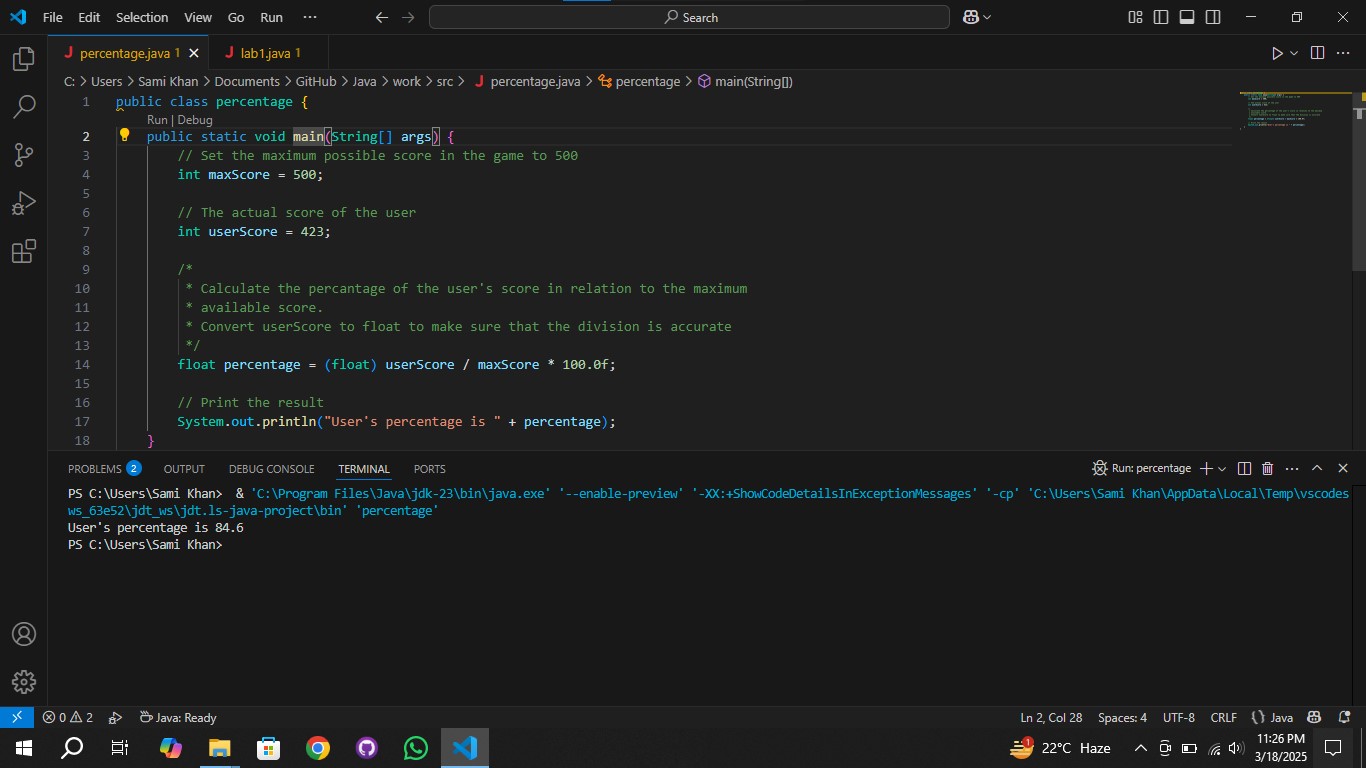 File Edit Selection View Go Run ··· Search
percentage.java 1 lab1.java 1
C: > Users > Sami Khan > Documents > GitHub > Java > work > src > percentage.java > percentage > main(String[])
1 public class percentage {
Run | Debug
2 public static void main(String[] args) {
3 // Set the maximum possible score in the game to 500
4 int maxScore = 500;
5
6 // The actual score of the user
7 int userScore = 423;
8
9 /*
10 * Calculate the percantage of the user's score in relation to the maximum
11 * available score.
12 * Convert userScore to float to make sure that the division is accurate
13 */
14 float percentage = (float) userScore / maxScore * 100.0f;
15
16 // Print the result
17 System.out.println("User's percentage is " + percentage);
18 }
PROBLEMS 2 OUTPUT DEBUG CONSOLE TERMINAL PORTS Run: percentage
PS C:\Users\Sami Khan> & 'C:\Program Files\Java\jdk-23\bin\java.exe' '--enable-preview' '-XX:+ShowCodeDetailsInExceptionMessages' '-cp' 'C:\Users\Sami Khan\AppData\Local\Temp\vscodes
ws_63e52\jdt_ws\jdt.ls-java-project\bin' 'percentage'
User's percentage is 84.6
PS C:\Users\Sami Khan>
0 2 Java: Ready Ln 2, Col 28 Spaces: 4 UTF-8 CRLF {} Java
1 22°C Haze 11:26 PM
3/18/2025